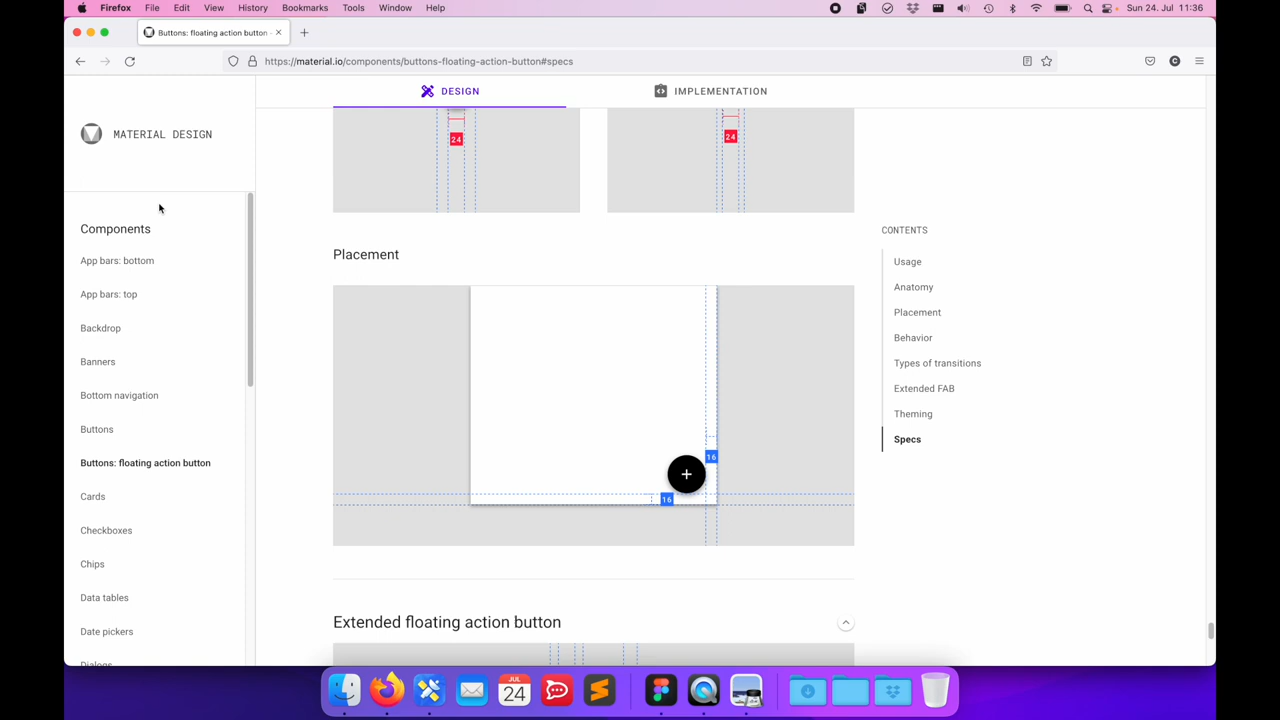 Firefox File Edit View History Bookmarks Tools Window Help Sun 24. Jul 11:36
Buttons: floating action button -
https://material.io/components/buttons-floating-action-button#specs
MATERIAL DESIGN
DESIGN
IMPLEMENTATION
24
24
Components
App bars: bottom
App bars: top
Backdrop
Banners
Bottom navigation
Buttons
Buttons: floating action button
Cards
Checkboxes
Chips
Data tables
Date pickers
Dialogs
Placement
16
16
Extended floating action button
CONTENTS
Usage
Anatomy
Placement
Behavior
Types of transitions
Extended FAB
Theming
Specs
JUL
24